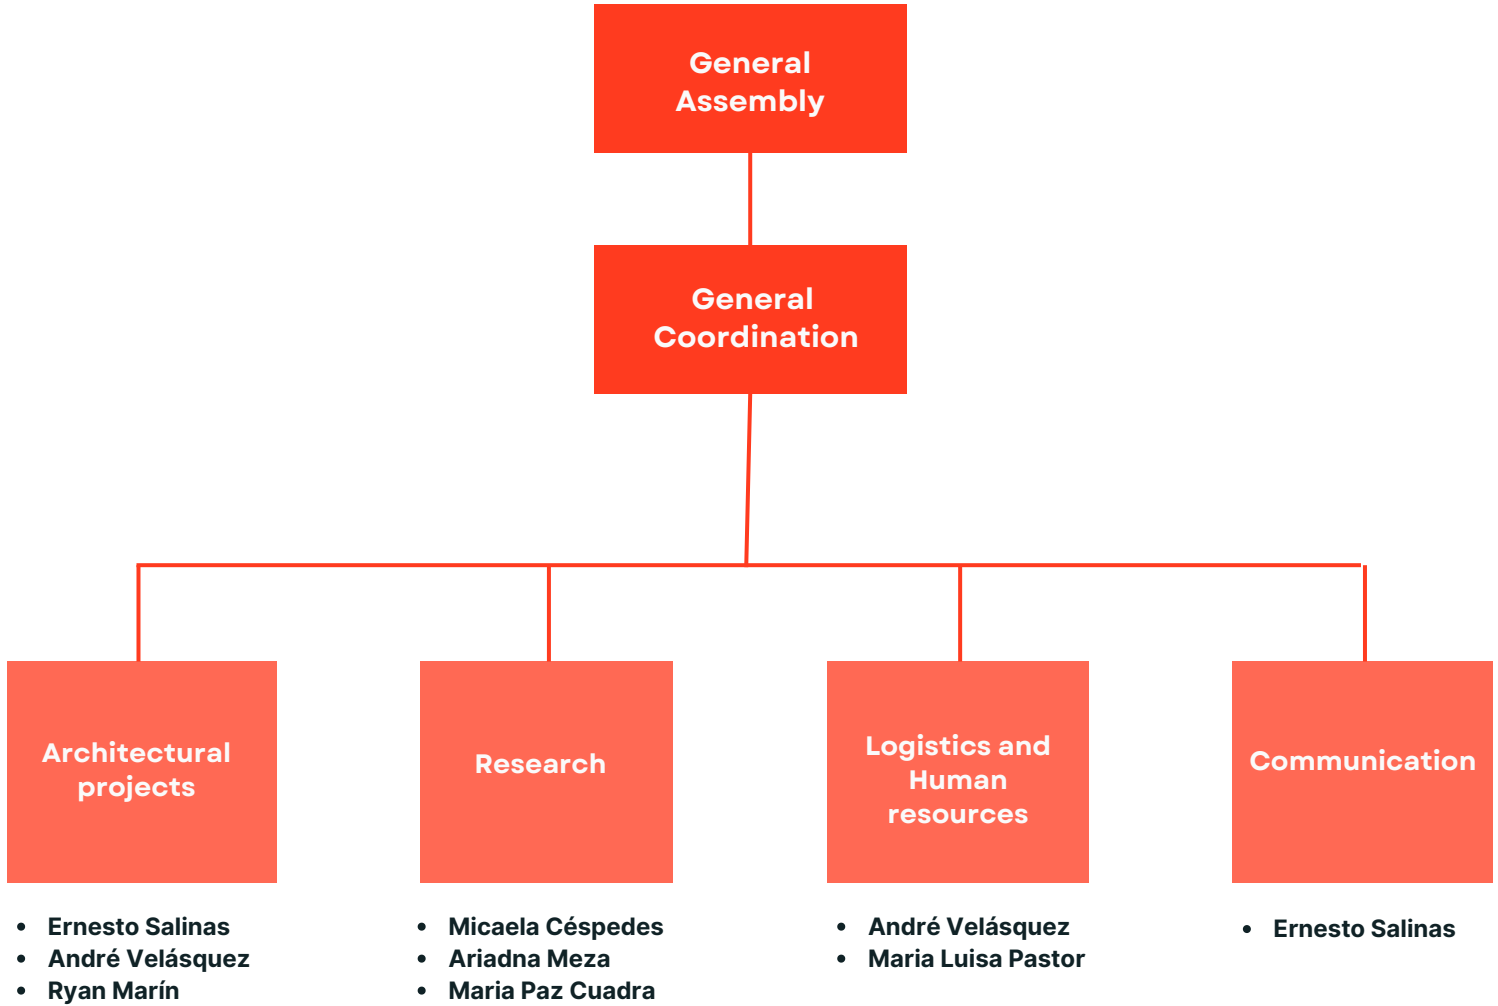 General
Assembly
General
Coordination
Architectural
projects
Research
Logistics and
Human
resources
Communication
• Ernesto Salinas
• André Velásquez
• Ryan Marín
• Micaela Céspedes
• Ariadna Meza
• Maria Paz Cuadra
• André Velásquez
• Maria Luisa Pastor
• Ernesto Salinas